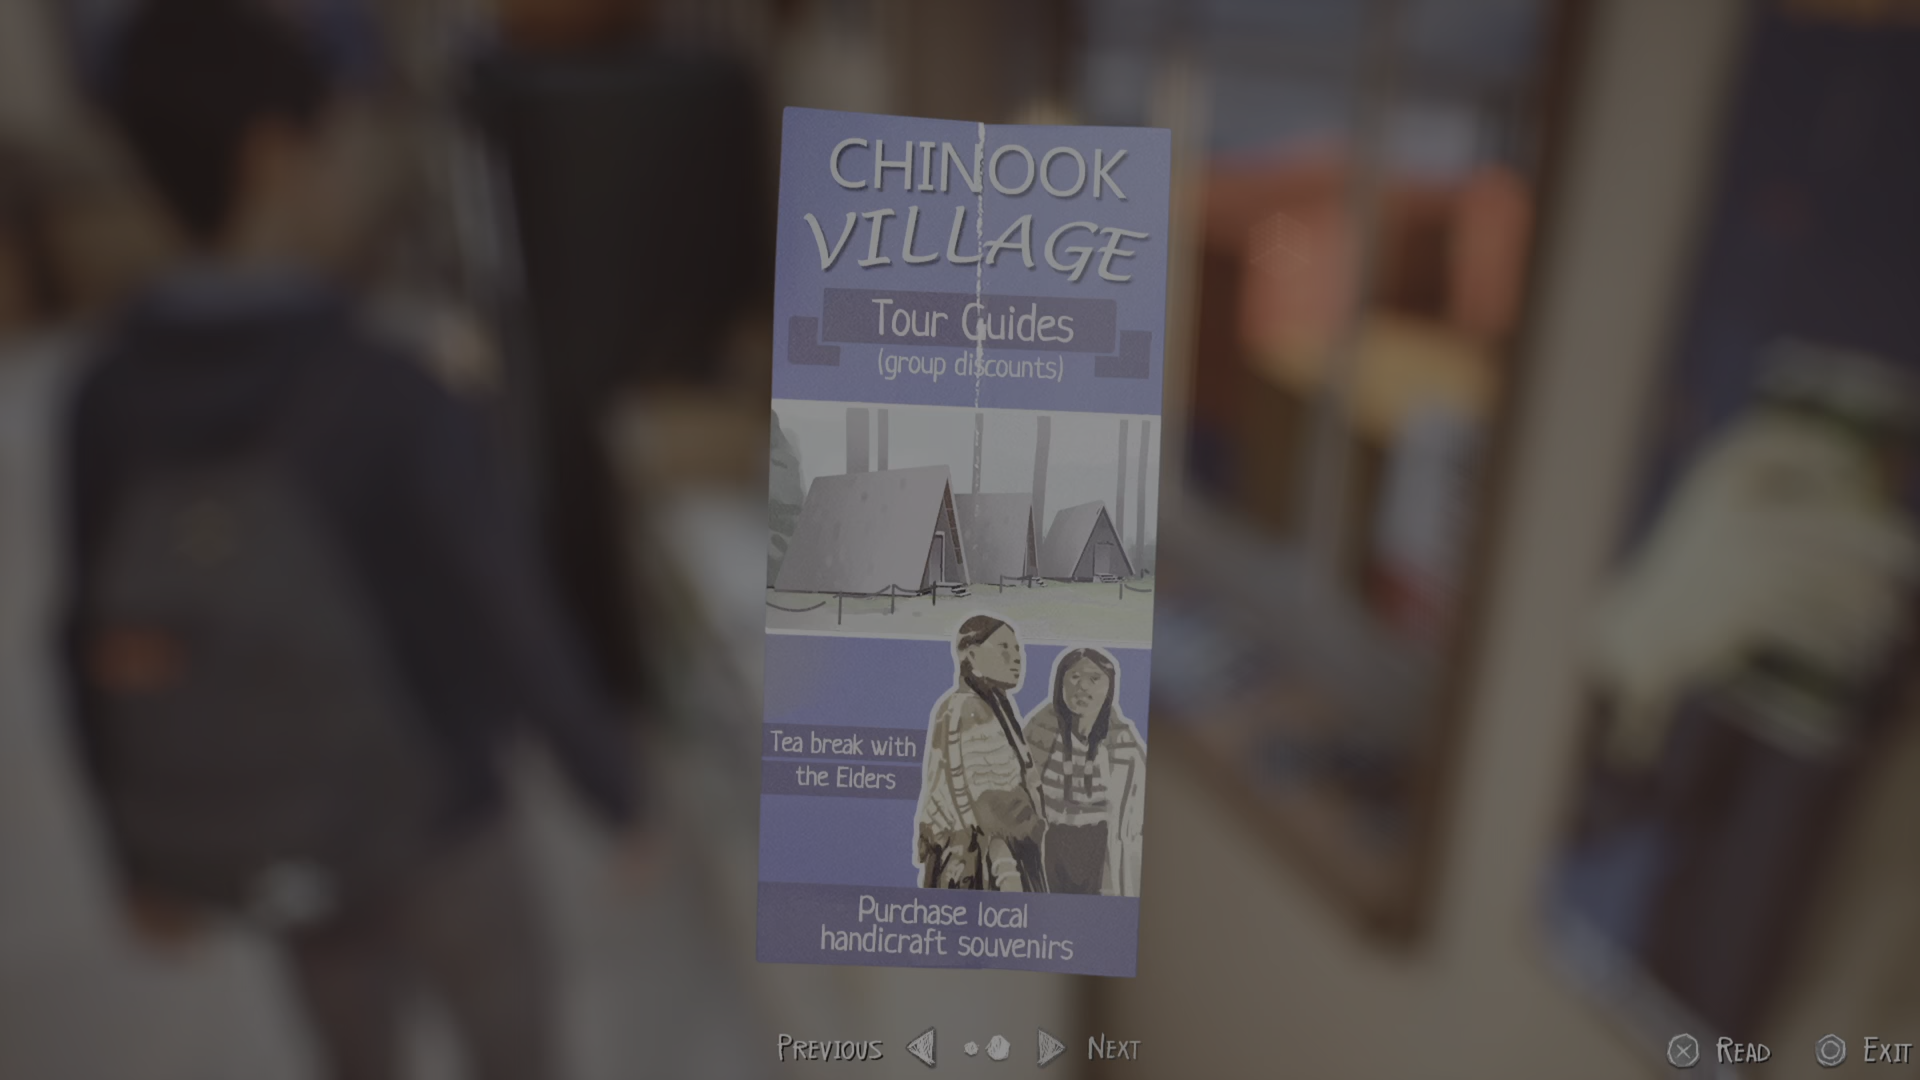 CHINOOK
VILLAGE
Tour Guides
(group discounts)
Tea break with
the Elders
Purchase local
handicraft souvenirs
PREVIOUS
NEXT
READ
EXIT